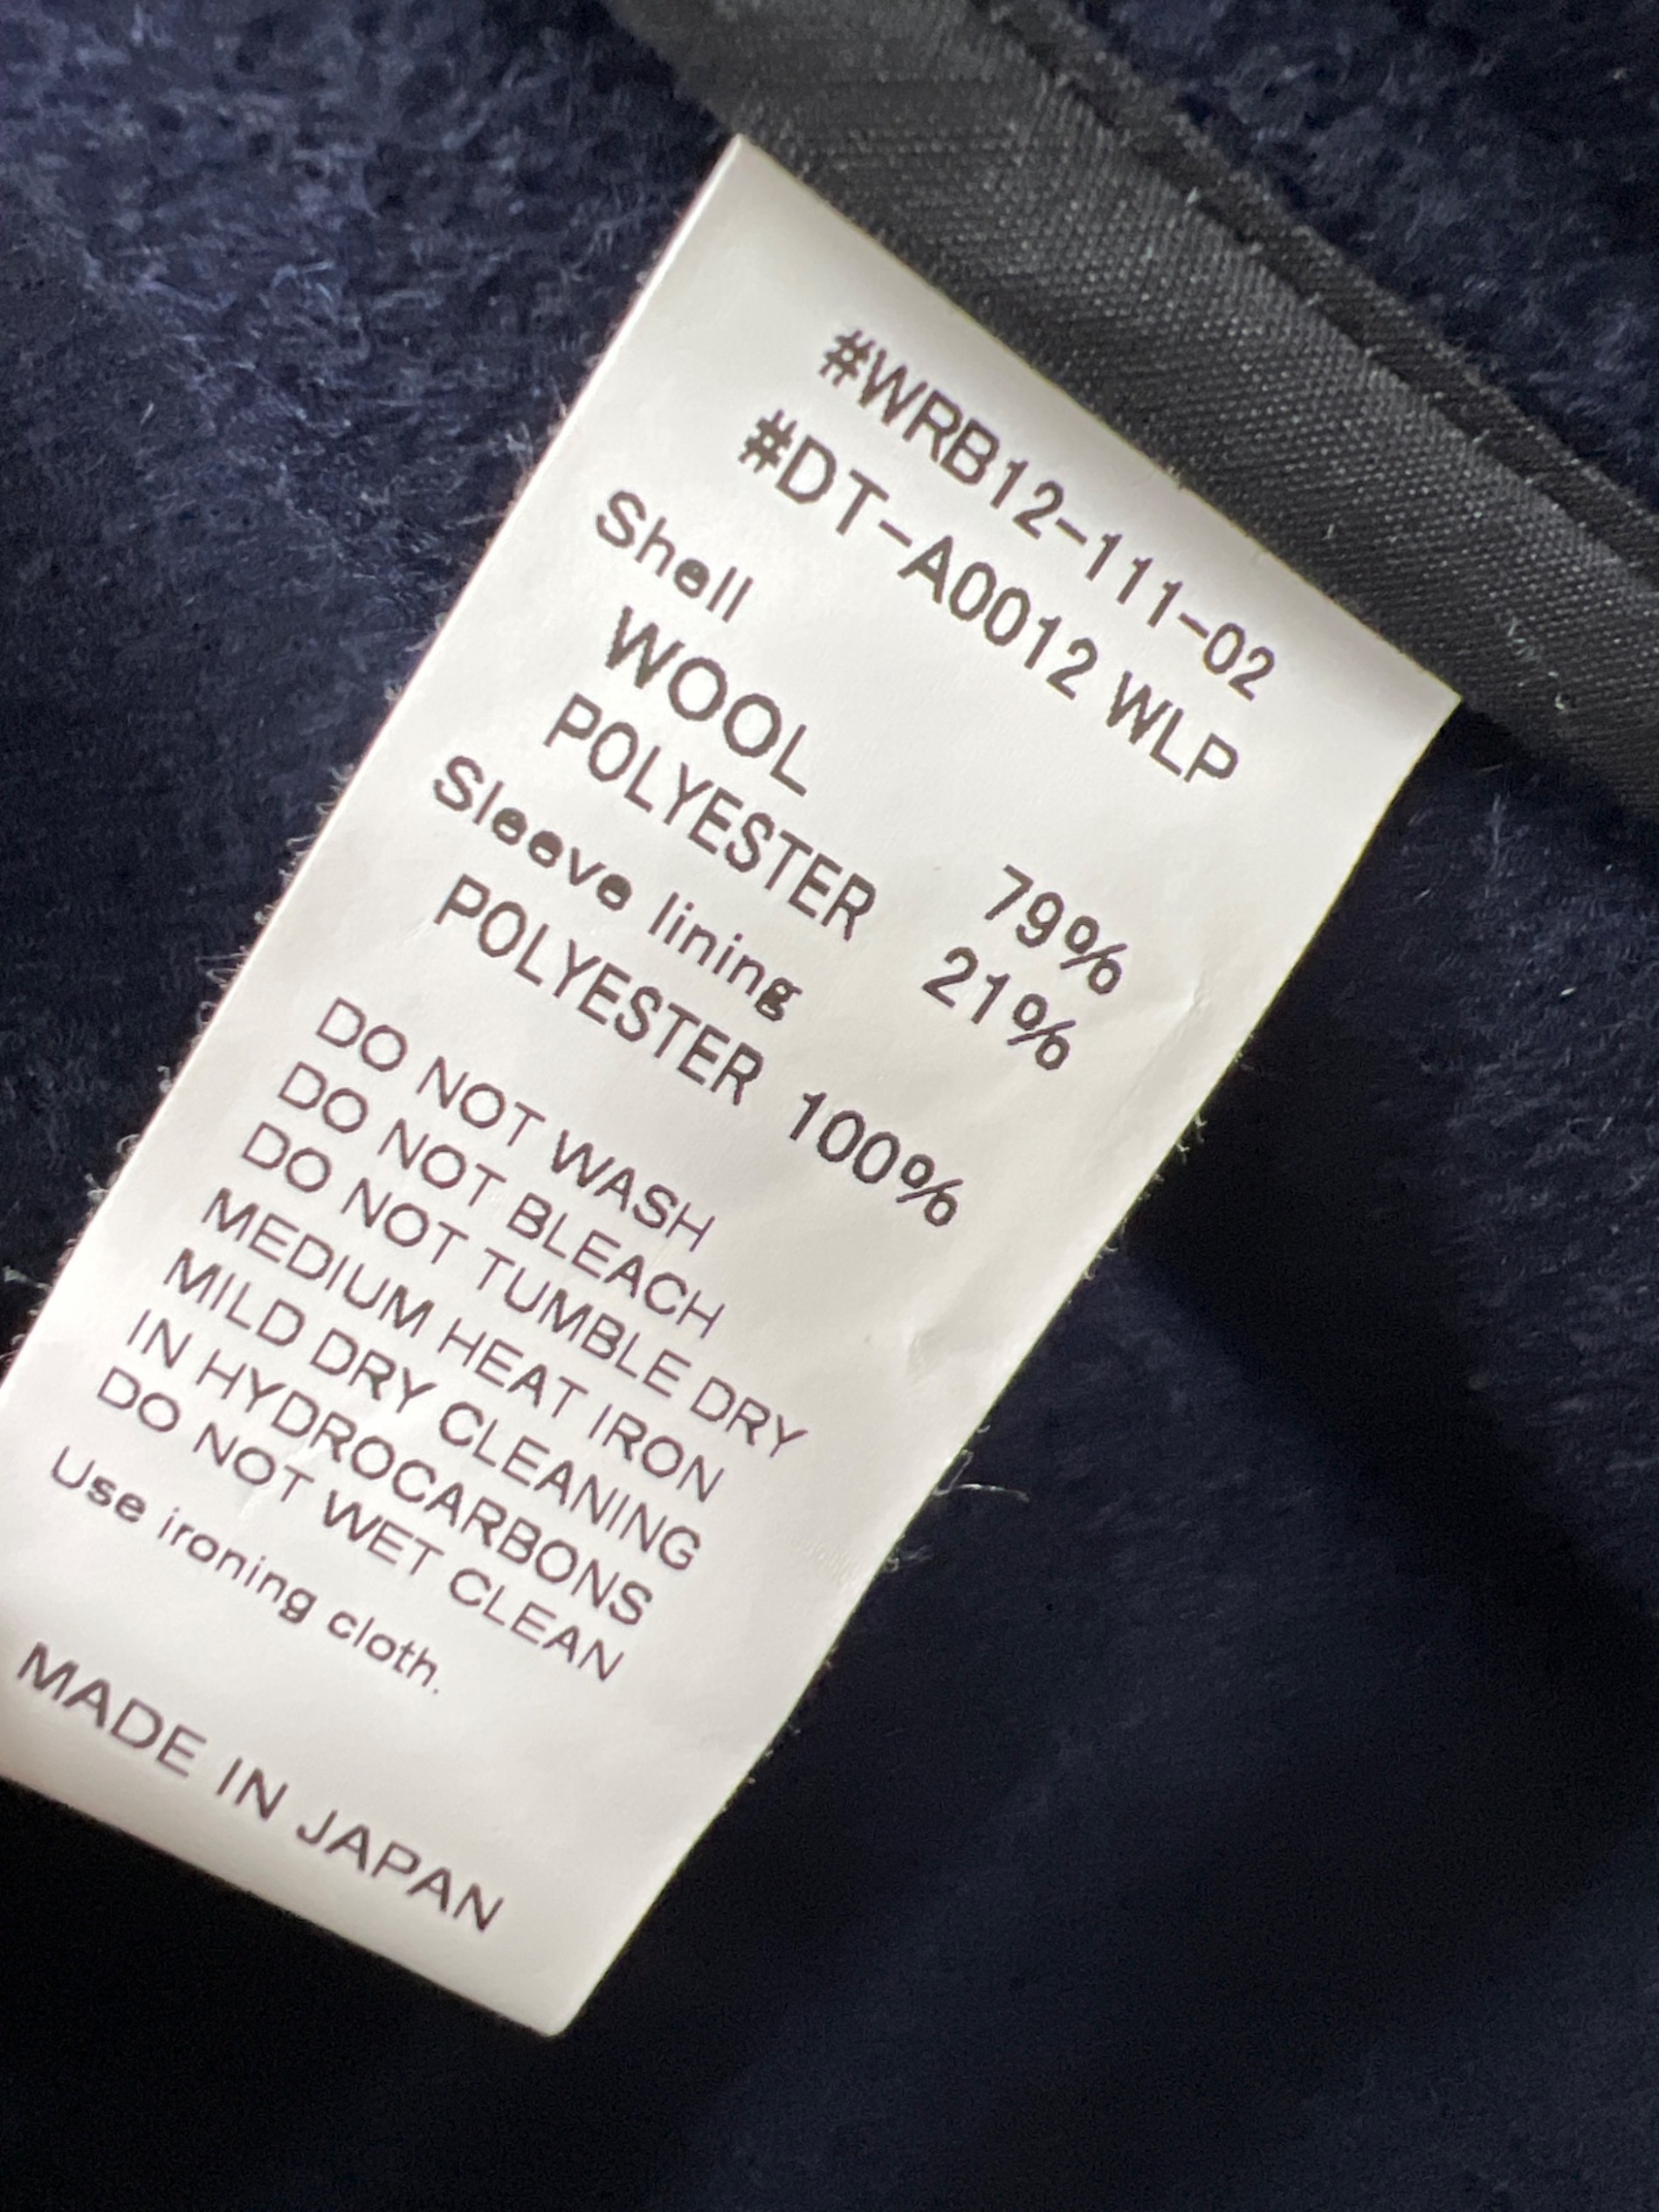 #WRB12-111-02
#DT-A0012 WLP
Shell
WOOL 79%
POLYESTER 21%
Sleeve lining
POLYESTER 100%
DO NOT WASH
DO NOT BLEACH
DO NOT TUMBLE DRY
MEDIUM HEAT IRON
MILD DRY CLEANING
IN HYDROCARBONS
DO NOT WET CLEAN
Use ironing cloth.
MADE IN JAPAN